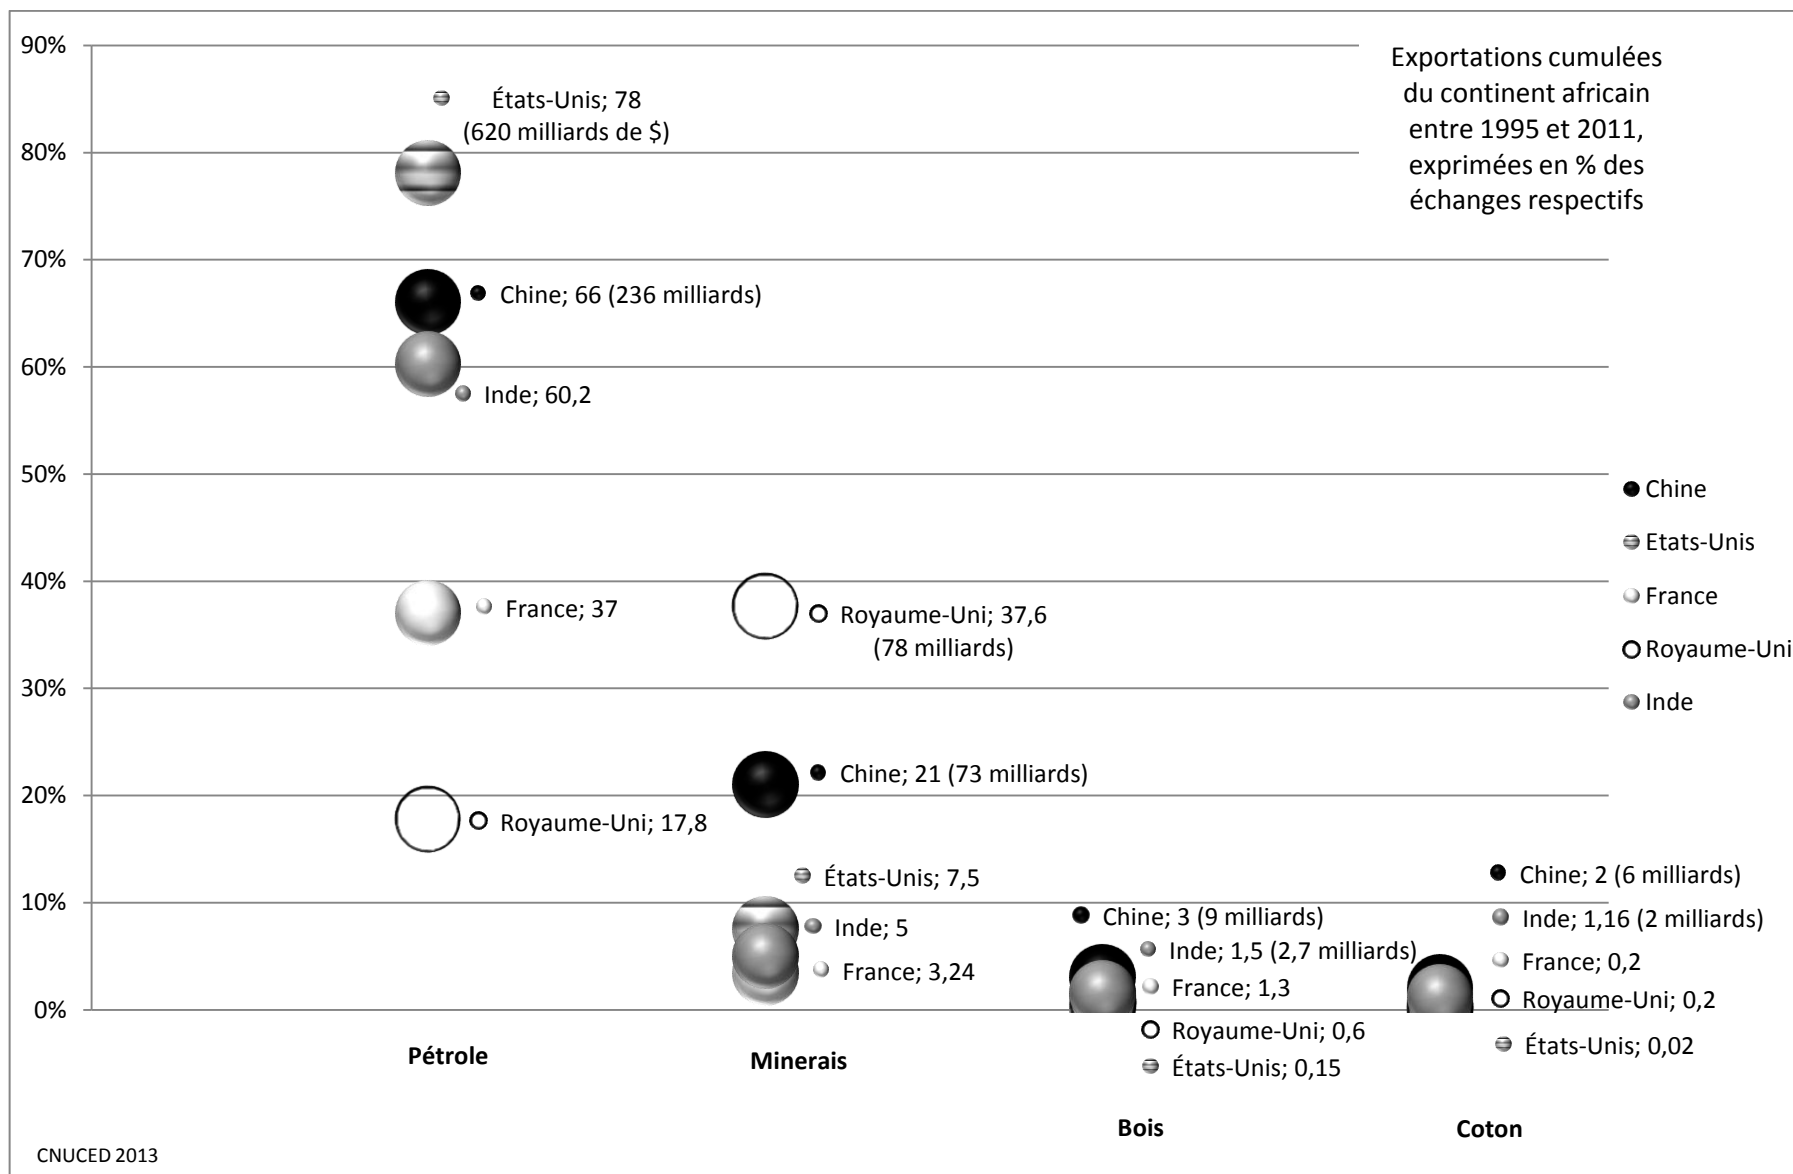 Exportations cumulées
du continent africain
entre 1995 et 2011,
exprimées en % des
échanges respectifs
90%
80%
70%
60%
50%
40%
30%
20%
10%
0%
États-Unis; 78
(620 milliards de $)
Chine; 66 (236 milliards)
Inde; 60,2
France; 37
Royaume-Uni; 17,8
Royaume-Uni; 37,6
(78 milliards)
Chine; 21 (73 milliards)
États-Unis; 7,5
Inde; 5
France; 3,24
Chine; 3 (9 milliards)
Inde; 1,5 (2,7 milliards)
France; 1,3
Royaume-Uni; 0,6
États-Unis; 0,15
Chine; 2 (6 milliards)
Inde; 1,16 (2 milliards)
France; 0,2
Royaume-Uni; 0,2
États-Unis; 0,02
Chine
Etats-Unis
France
Royaume-Uni
Inde
Pétrole
Minerais
Bois
Coton
CNUCED 2013